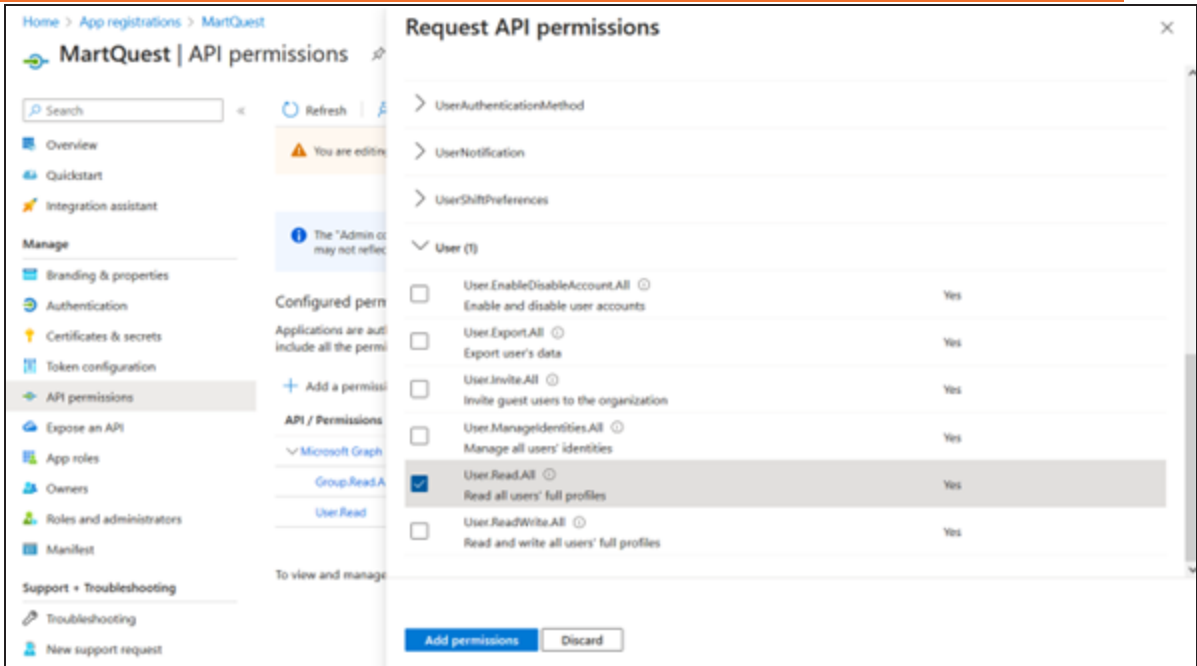 Home > App registrations > MartQuest
MartQuest | API permissions
Search
«
Overview
Quickstart
Integration assistant
Manage
Branding & properties
Authentication
Certificates & secrets
Token configuration
API permissions
Expose an API
App roles
Owners
Roles and administrators
Manifest
Support + Troubleshooting
Troubleshooting
New support request
Refresh
You are editing
The "Admin co
may not reflec
Configured perm
Applications are aut
include all the permi
Add a permissi
API / Permissions
Microsoft Graph
Group.Read.A
User.Read
To view and manage
Request API permissions
UserAuthenticationMethod
UserNotification
UserShiftPreferences
User (1)
User.EnableDisableAccount.All
Enable and disable user accounts
Yes
User.Export.All
Export user's data
Yes
User.Invite.All
Invite guest users to the organization
Yes
User.ManageIdentities.All
Manage all users' identities
Yes
User.Read.All
Read all users' full profiles
Yes
User.ReadWrite.All
Read and write all users' full profiles
Yes
Add permissions
Discard